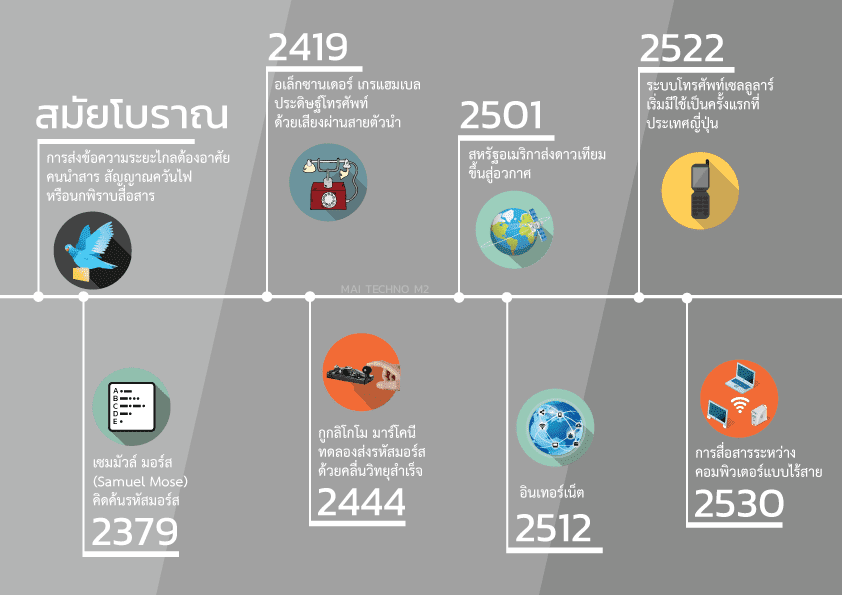 สมัยโบราณ
การส่งข้อความระยะไกลต้องอาศัย
คนนำสาร สัญญาณควันไฟ
หรือนกพิราบสื่อสาร
A
B
C
D
E
เซมมัวล์ มอร์ส
(Samuel Mose)
คิดค้นรหัสมอร์ส
2379
2419
อเล็กซานเดอร์ เกรแฮมเบล
ประดิษฐ์โทรศัพท์
ด้วยเสียงผ่านสายตัวนำ
MAI TECHNO M2
กูกลิโกโม มาร์โคนี
ทดลองส่งรหัสมอร์ส
ด้วยคลื่นวิทยุสำเร็จ
2444
2501
สหรัฐอเมริกาส่งดาวเทียม
ขึ้นสู่อวกาศ
อินเทอร์เน็ต
2512
2522
ระบบโทรศัพท์เซลลูลาร์
เริ่มมีใช้เป็นครั้งแรกที่
ประเทศญี่ปุ่น
การสื่อสารระหว่าง
คอมพิวเตอร์แบบไร้สาย
2530